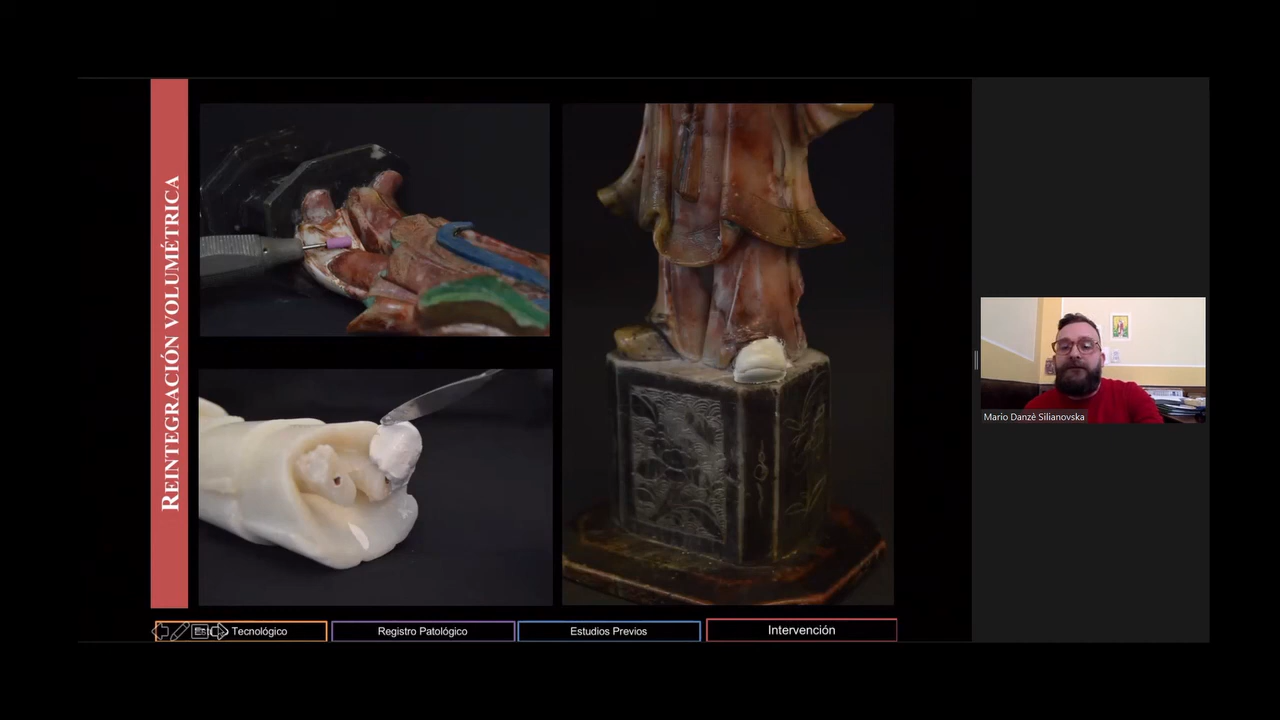 REINTEGRACIÓN VOLUMÉTRICA
Tecnológico
Registro Patológico
Estudios Previos
Intervención
Mario Danzè Silianovska